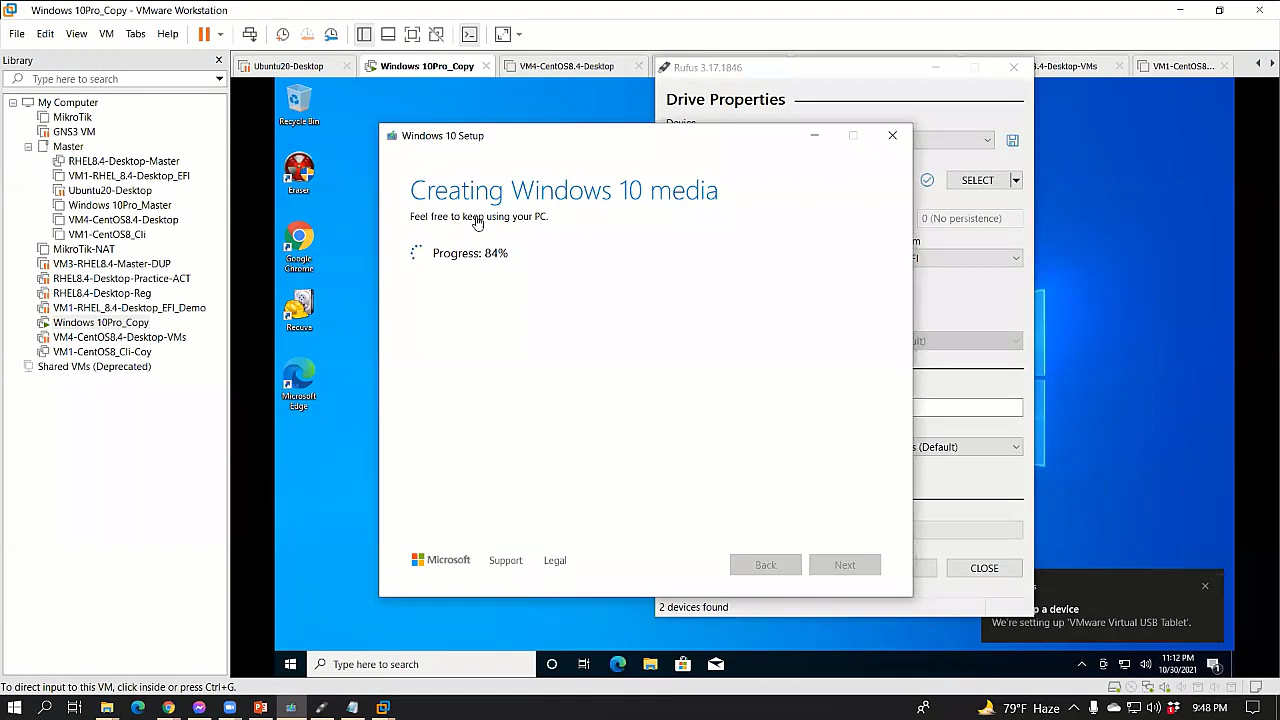 Windows 10Pro_Copy - VMware Workstation
File Edit View VM Tabs Help
Library
Type here to search
My Computer
MikroTik
GNS3 VM
Master
RHEL8.4-Desktop-Master
VM1-RHEL_8.4-Desktop_EFI
Ubuntu20-Desktop
Windows 10Pro_Master
VM4-CentOS8.4-Desktop
VM1-CentOS8_Cli
MikroTik-NAT
VM3-RHEL8.4-Master-DUP
RHEL8.4-Desktop-Practice-ACT
RHEL8.4-Desktop-Reg
VM1-RHEL_8.4-Desktop_EFI_Demo
Windows 10Pro_Copy
VM4-CentOS8.4-Desktop-VMs
VM1-CentOS8_Cli-Coy
Shared VMs (Deprecated)
Ubuntu20-Desktop
Windows 10Pro_Copy
VM4-CentOS8.4-Desktop
.4-Desktop-VMs
VM1-CentOS8...
Recycle Bin
Eraser
Google
Chrome
Recuva
Microsoft
Edge
Rufus 3.17.1846
Drive Properties
Device
SELECT
0 (No persistence)
m
FI
ult)
s (Default)
CLOSE
2 devices found
Windows 10 Setup
Creating Windows 10 media
Feel free to keep using your PC.
Progress: 84%
Microsoft Support Legal
Back Next
s
p a device
We're setting up 'VMware Virtual USB Tablet'.
Type here to search
11:12 PM
10/30/2021
1
To direct input to this VM, click inside or press Ctrl+G.
79°F Haze
9:48 PM